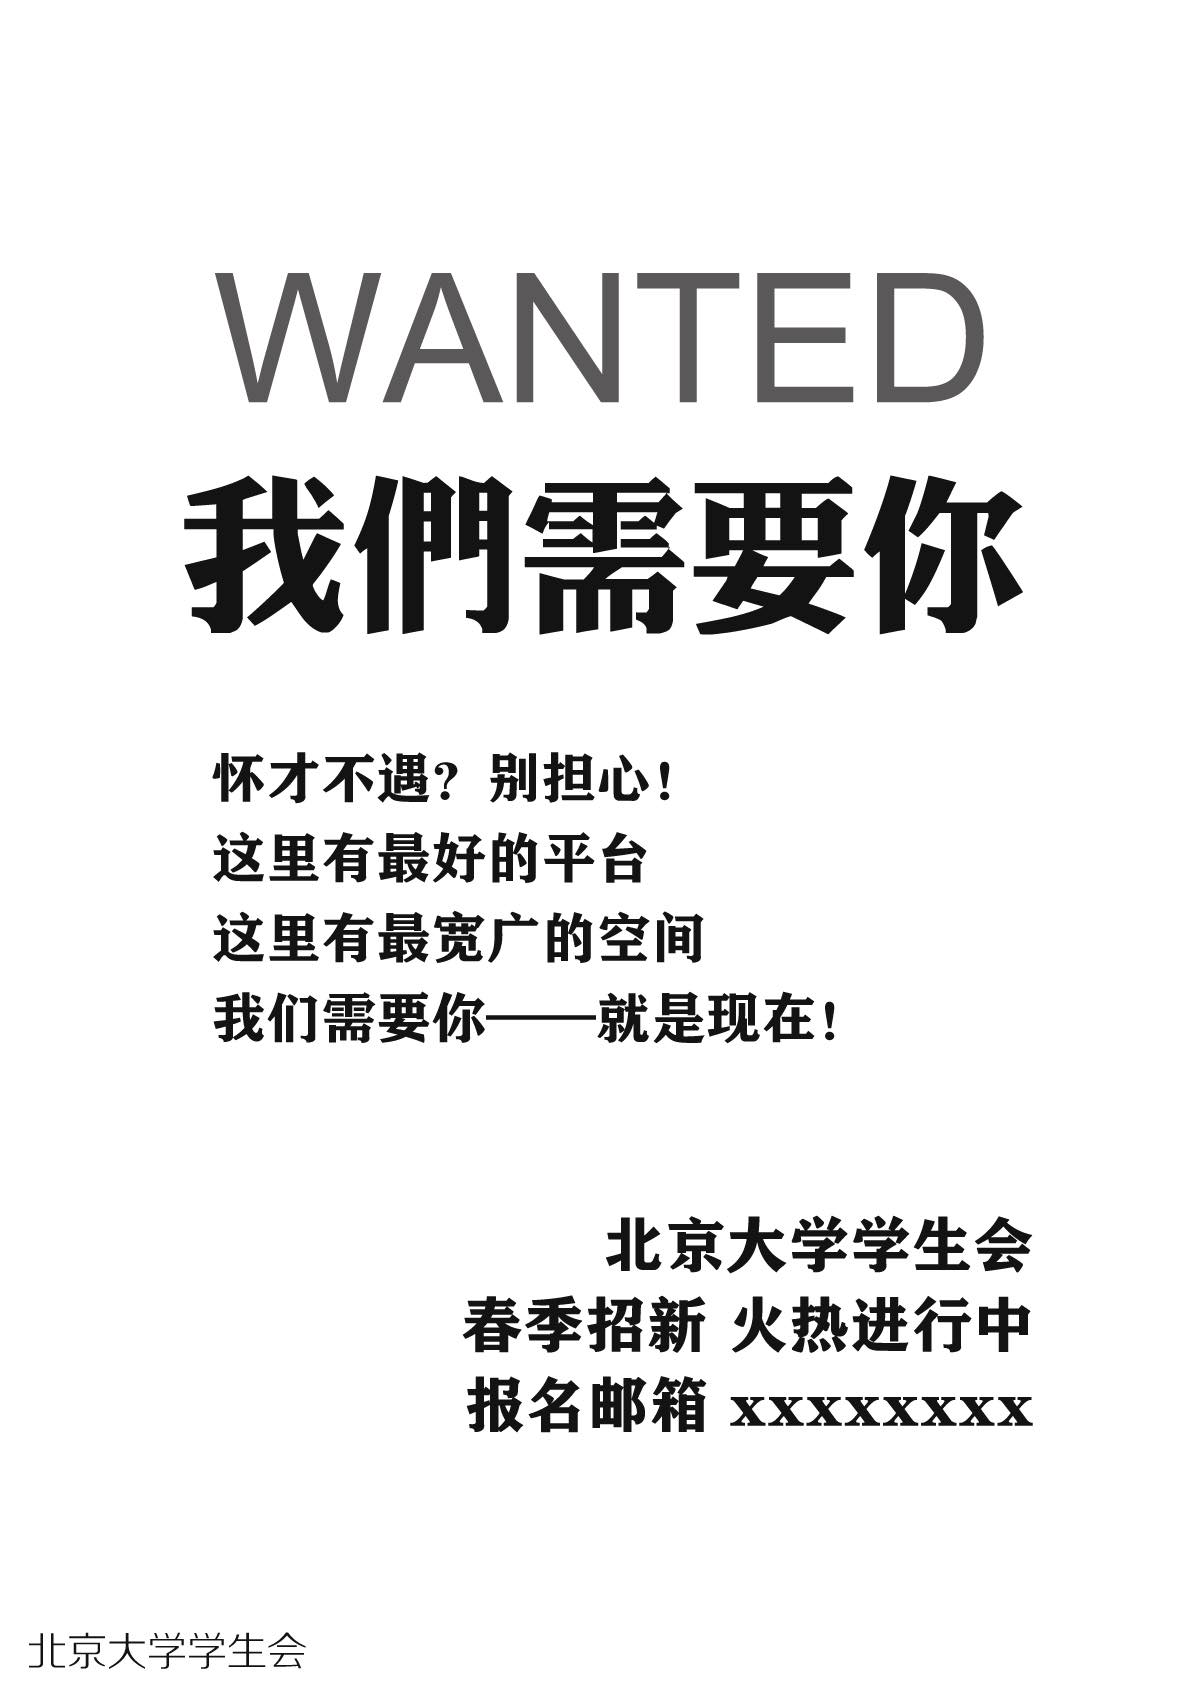 WANTED
我們需要你
怀才不遇？别担心！
这里有最好的平台
这里有最宽广的空间
我们需要你——就是现在！
北京大学学生会
春季招新 火热进行中
报名邮箱 xxxxxxxx
北京大学学生会